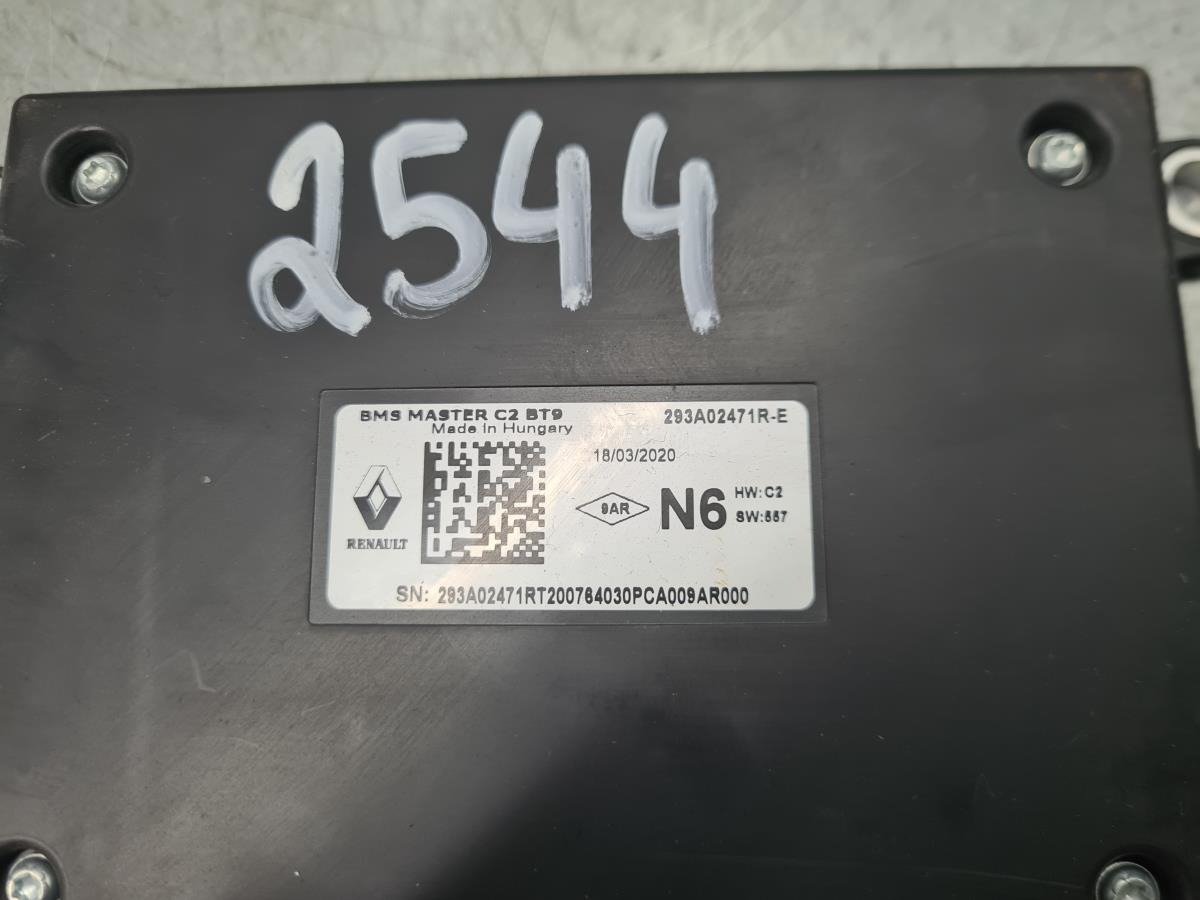 2544
BMS MASTER C2 BT9
293A02471R-E
Made in Hungary
18/03/2020
RENAULT
9AR
N6
HW:C2
SW:557
SN: 293A02471RT200764030PCA009AR000